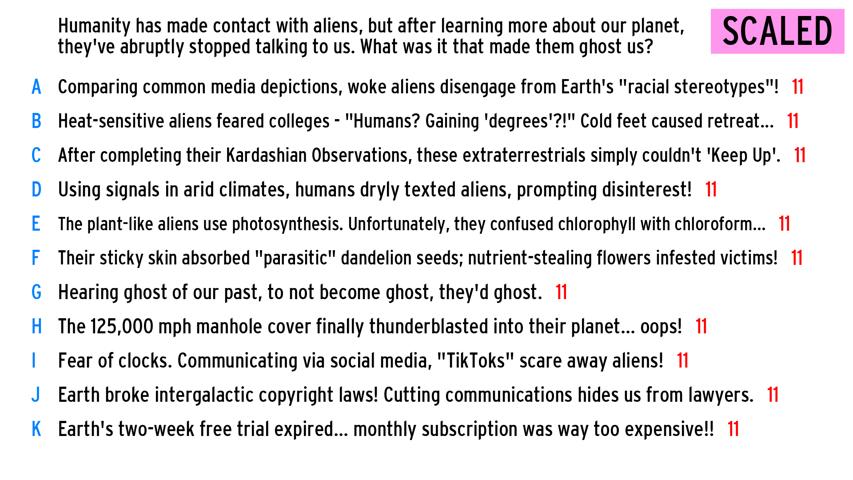 Humanity has made contact with aliens, but after learning more about our planet,
they've abruptly stopped talking to us. What was it that made them ghost us?
SCALED
A Comparing common media depictions, woke aliens disengage from Earth's "racial stereotypes"! 11
B Heat-sensitive aliens feared colleges - "Humans? Gaining 'degrees'?!" Cold feet caused retreat... 11
C After completing their Kardashian Observations, these extraterrestrials simply couldn't 'Keep Up'. 11
D Using signals in arid climates, humans dryly texted aliens, prompting disinterest! 11
E The plant-like aliens use photosynthesis. Unfortunately, they confused chlorophyll with chloroform... 11
F Their sticky skin absorbed "parasitic" dandelion seeds; nutrient-stealing flowers infested victims! 11
G Hearing ghost of our past, to not become ghost, they'd ghost. 11
H The 125,000 mph manhole cover finally thunderblasted into their planet... oops! 11
I Fear of clocks. Communicating via social media, "TikToks" scare away aliens! 11
J Earth broke intergalactic copyright laws! Cutting communications hides us from lawyers. 11
K Earth's two-week free trial expired... monthly subscription was way too expensive!! 11